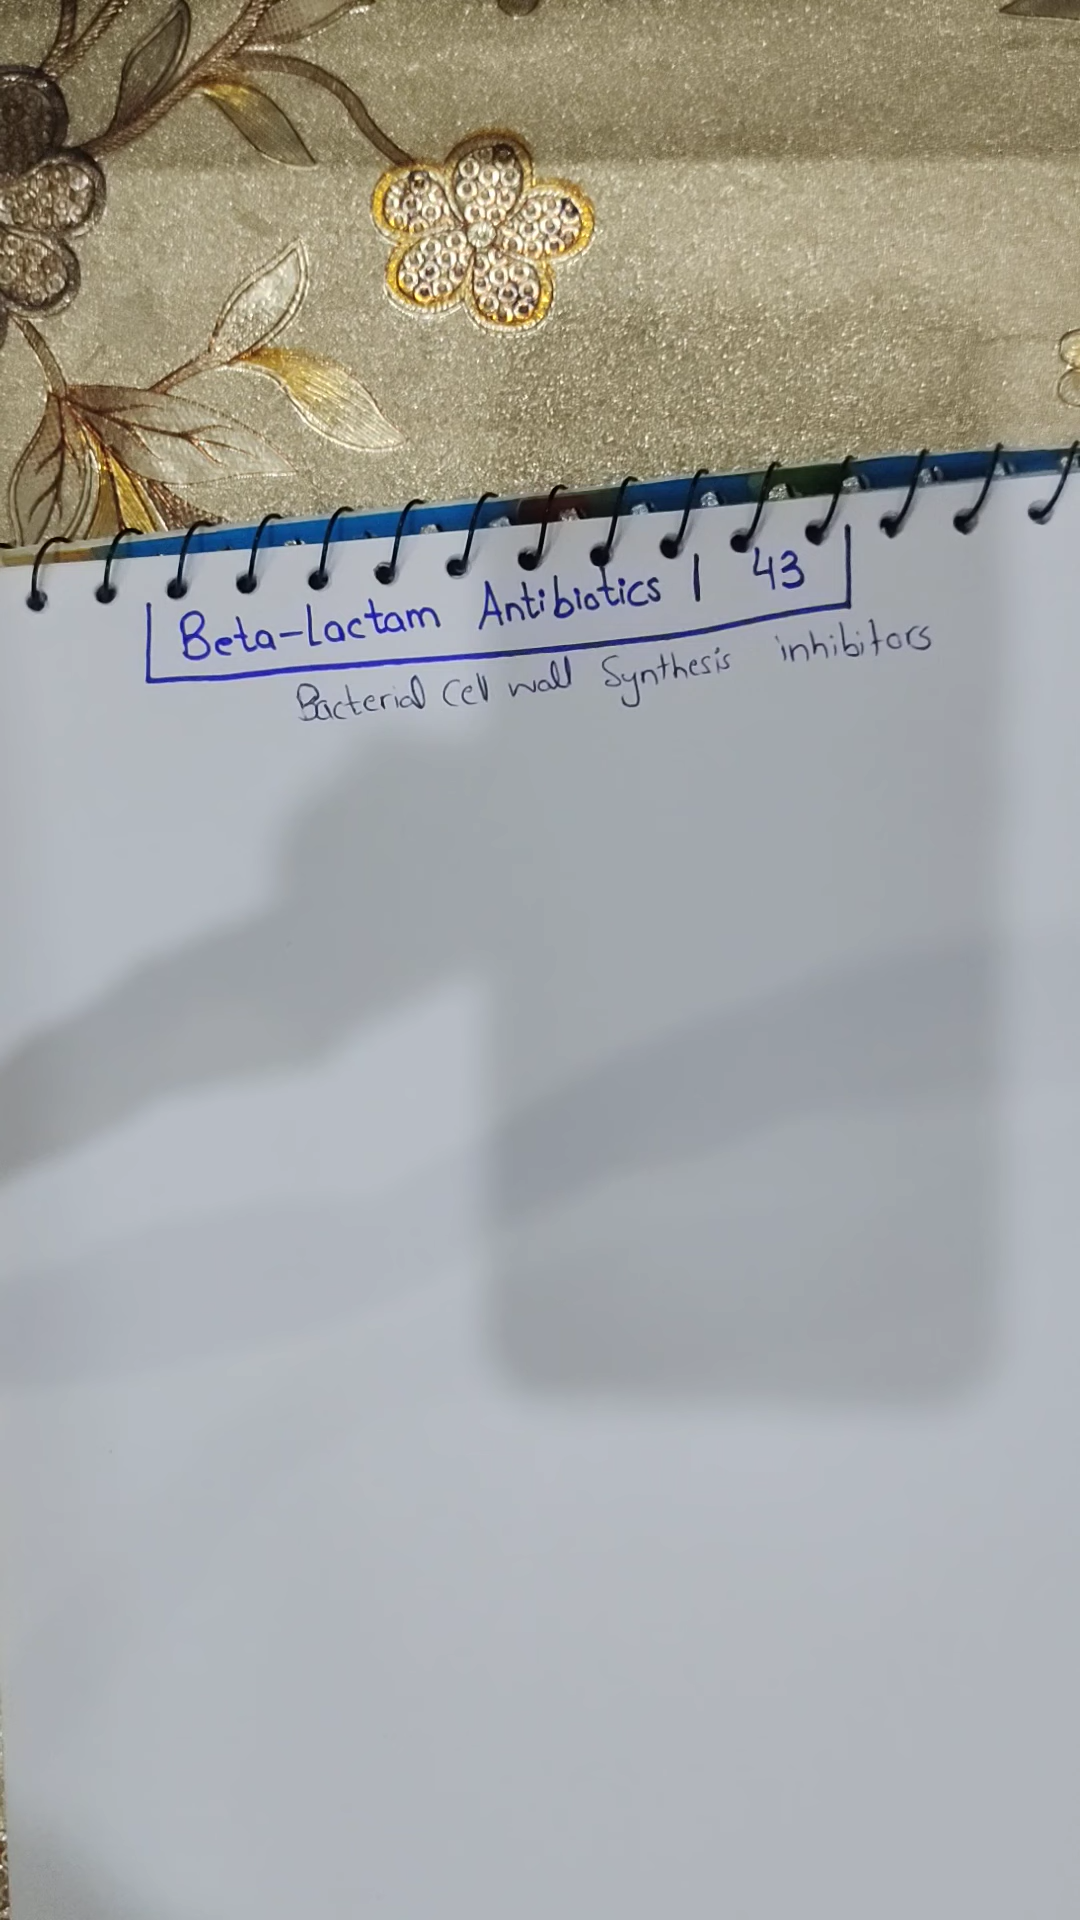 Beta-Lactam Antibiotics | 43
Bacterial Cell wall Synthesis inhibitors